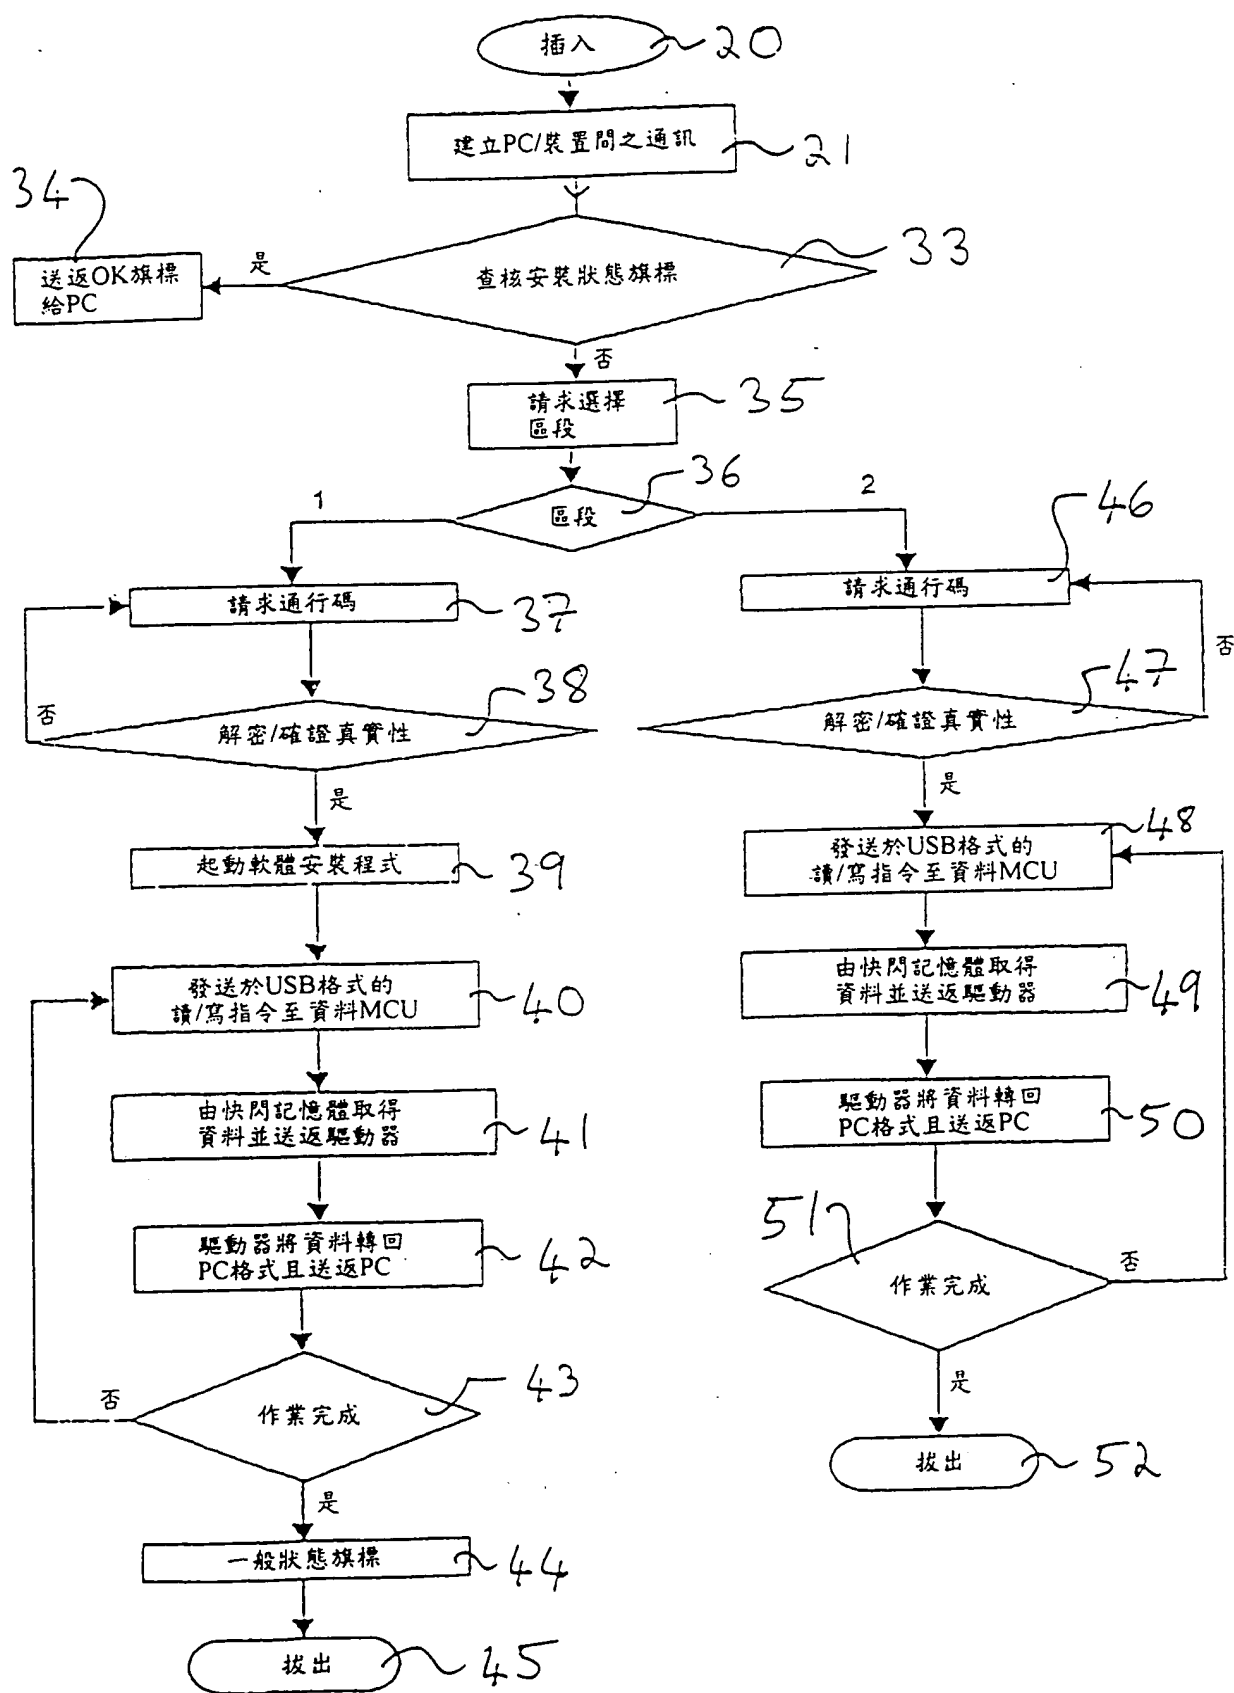 插入
20
建立PC/裝置間之通訊
21
34
33
是
送返OK旗標
給PC
查核安裝狀態旗標
否
請求選擇
區段
35
36
1
2
區段
46
請求通行碼
37
請求通行碼
否
38
47
否
解密/確證真實性
解密/確證真實性
是
是
起動軟體安裝程式
39
發送於USB格式的
讀/寫指令至資料MCU
48
發送於USB格式的
讀/寫指令至資料MCU
40
由快閃記憶體取得
資料並送返驅動器
49
由快閃記憶體取得
資料並送返驅動器
41
驅動器將資料轉回
PC格式且送返PC
50
驅動器將資料轉回
PC格式且送返PC
42
51
作業完成
否
否
作業完成
43
是
是
拔出
52
一般狀態旗標
44
拔出
45